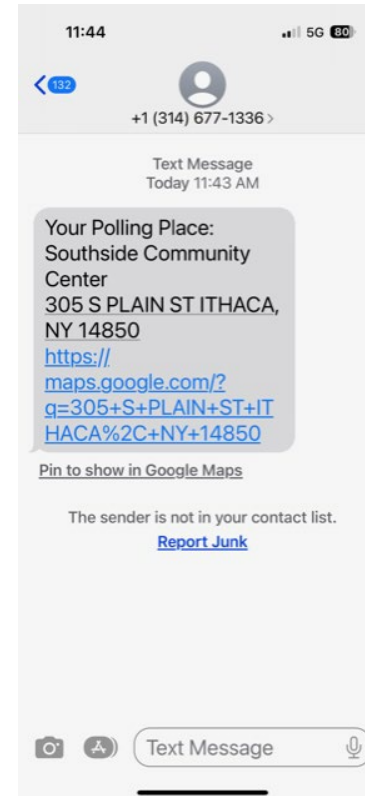 11:44
5G 80
132
+1 (314) 677-1336 >
Text Message
Today 11:43 AM
Your Polling Place:
Southside Community
Center
305 S PLAIN ST ITHACA,
NY 14850
https://
maps.google.com/?
q=305+S+PLAIN+ST+IT
HACA%2C+NY+14850
Pin to show in Google Maps
The sender is not in your contact list.
Report Junk
Text Message